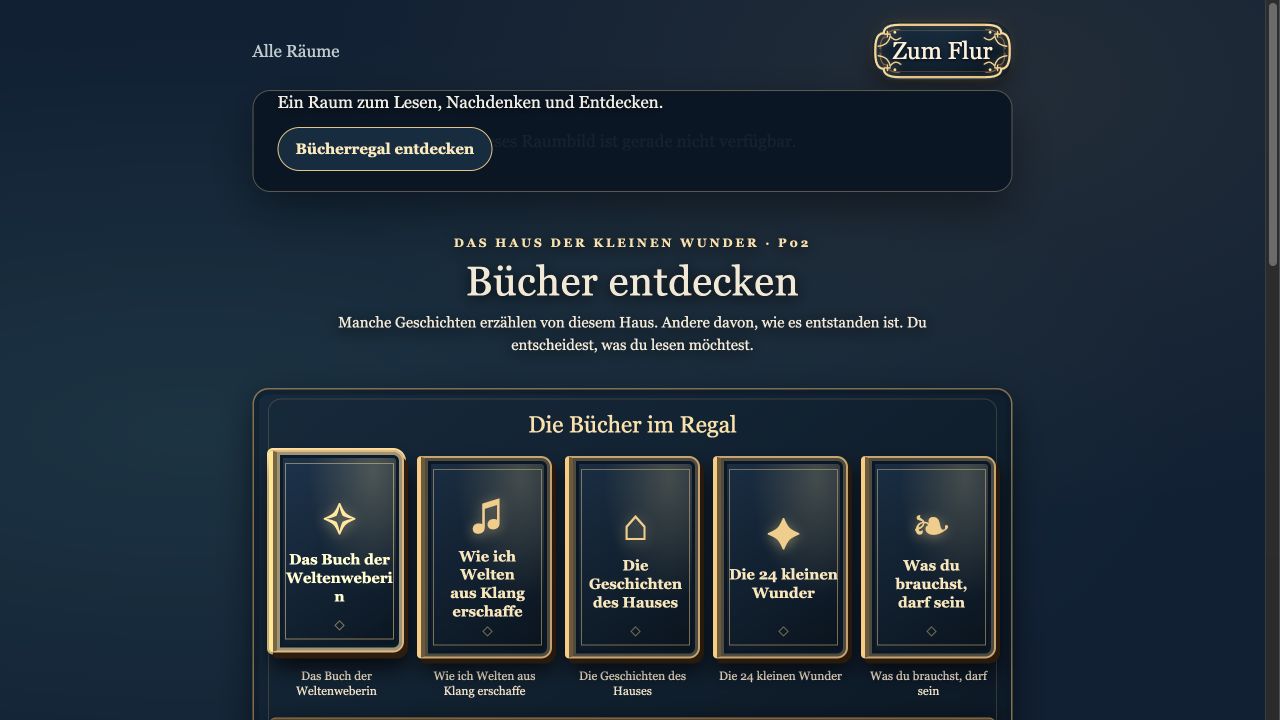 Alle Räume
Zum Flur
Ein Raum zum Lesen, Nachdenken und Entdecken.
Bücherregal entdecken
Raumbild ist gerade nicht verfügbar.
DAS HAUS DER KLEINEN WUNDER · P02
Bücher entdecken
Manche Geschichten erzählen von diesem Haus. Andere davon, wie es entstanden ist. Du
entscheidest, was du lesen möchtest.
Die Bücher im Regal
Das Buch der
Weltenweberi
n
Wie ich
Welten
aus Klang
erschaffe
Die
Geschichten
des Hauses
Die 24 kleinen
Wunder
Was du
brauchst,
darf sein
Das Buch der
Weltenweberin
Wie ich Welten aus
Klang erschaffe
Die Geschichten des
Hauses
Die 24 kleinen Wunder
Was du brauchst, darf
sein